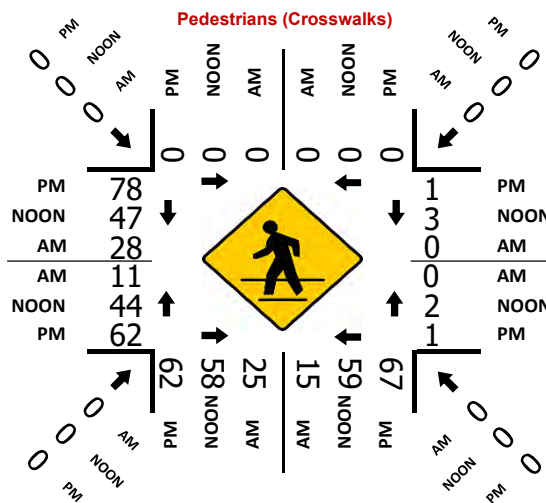 Pedestrians (Crosswalks)
0 PM
0 NOON
0 AM
PM NOON AM AM NOON PM
0 0 0 0 0 0
PM 0
NOON 0
AM 0
PM 78 1 PM
NOON 47 3 NOON
AM 28 0 AM
AM 11 0 AM
NOON 44 2 NOON
PM 62 1 PM
62 58 25 15 59 67
PM NOON AM AM NOON PM
0 AM
0 NOON
0 PM
AM 0
NOON 0
PM 0